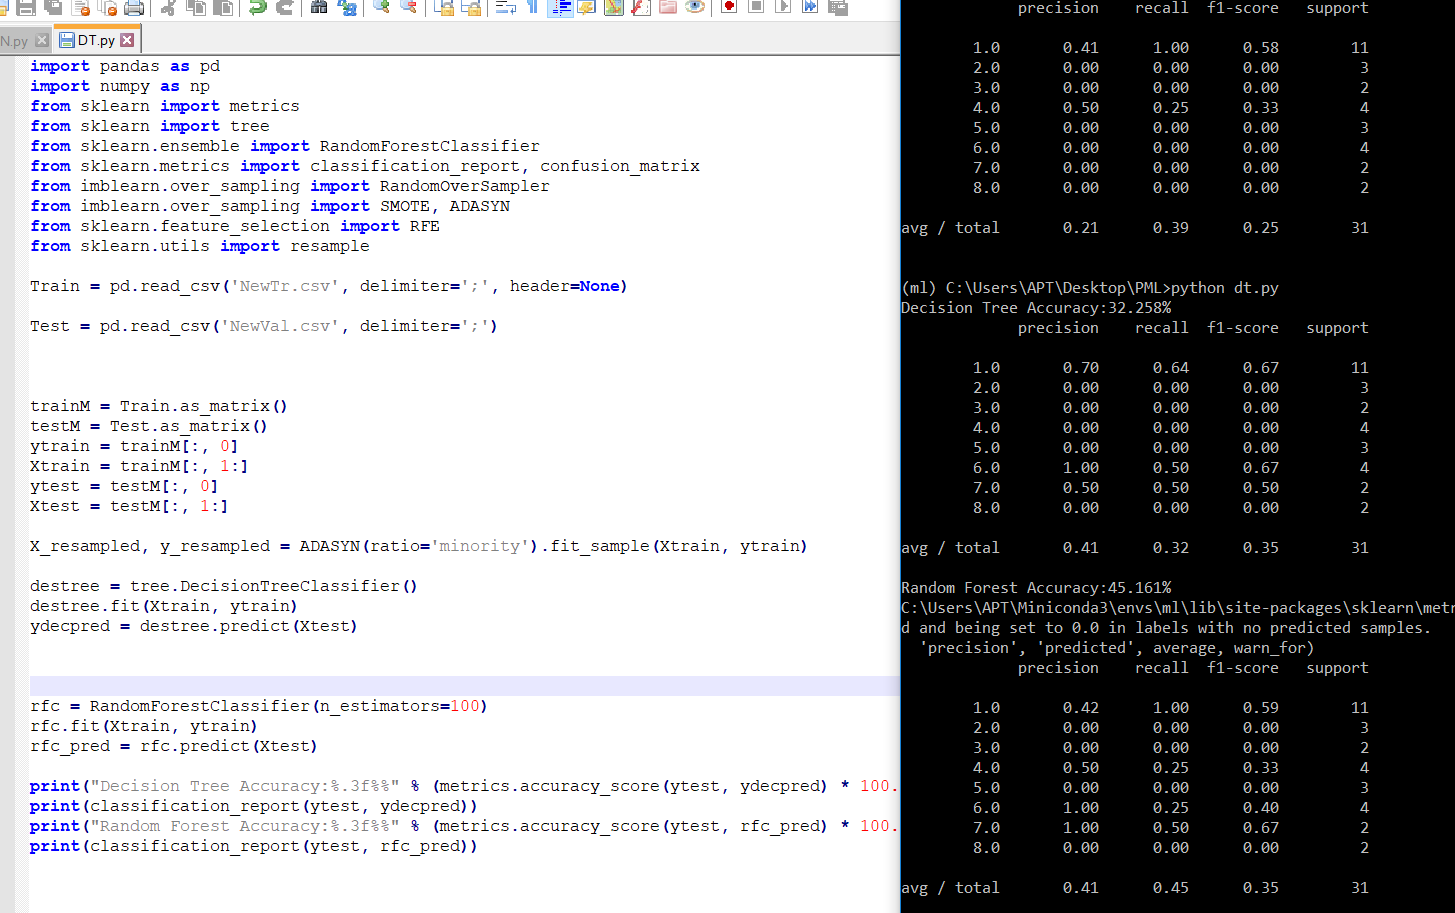 N.py
DT.py
import pandas as pd
import numpy as np
from sklearn import metrics
from sklearn import tree
from sklearn.ensemble import RandomForestClassifier
from sklearn.metrics import classification_report, confusion_matrix
from imblearn.over_sampling import RandomOverSampler
from imblearn.over_sampling import SMOTE, ADASYN
from sklearn.feature_selection import RFE
from sklearn.utils import resample
Train = pd.read_csv('NewTr.csv', delimiter=';', header=None)
Test = pd.read_csv('NewVal.csv', delimiter=';')
trainM = Train.as_matrix()
testM = Test.as_matrix()
ytrain = trainM[:, 0]
Xtrain = trainM[:, 1:]
ytest = testM[:, 0]
Xtest = testM[:, 1:]
X_resampled, y_resampled = ADASYN(ratio='minority').fit_sample(Xtrain, ytrain)
destree = tree.DecisionTreeClassifier()
destree.fit(Xtrain, ytrain)
ydecpred = destree.predict(Xtest)
rfc = RandomForestClassifier(n_estimators=100)
rfc.fit(Xtrain, ytrain)
rfc_pred = rfc.predict(Xtest)
print("Decision Tree Accuracy:%.3f%%" % (metrics.accuracy_score(ytest, ydecpred) * 100.
print(classification_report(ytest, ydecpred))
print("Random Forest Accuracy:%.3f%%" % (metrics.accuracy_score(ytest, rfc_pred) * 100.
print(classification_report(ytest, rfc_pred))
precision recall f1-score support
1.0 0.41 1.00 0.58 11
2.0 0.00 0.00 0.00 3
3.0 0.00 0.00 0.00 2
4.0 0.50 0.25 0.33 4
5.0 0.00 0.00 0.00 3
6.0 0.00 0.00 0.00 4
7.0 0.00 0.00 0.00 2
8.0 0.00 0.00 0.00 2
avg / total 0.21 0.39 0.25 31
(ml) C:\Users\APT\Desktop\PML>python dt.py
Decision Tree Accuracy:32.258%
precision recall f1-score support
1.0 0.70 0.64 0.67 11
2.0 0.00 0.00 0.00 3
3.0 0.00 0.00 0.00 2
4.0 0.00 0.00 0.00 4
5.0 0.00 0.00 0.00 3
6.0 1.00 0.50 0.67 4
7.0 0.50 0.50 0.50 2
8.0 0.00 0.00 0.00 2
avg / total 0.41 0.32 0.35 31
Random Forest Accuracy:45.161%
C:\Users\APT\Miniconda3\envs\ml\lib\site-packages\sklearn\metr
d and being set to 0.0 in labels with no predicted samples.
'precision', 'predicted', average, warn_for)
precision recall f1-score support
1.0 0.42 1.00 0.59 11
2.0 0.00 0.00 0.00 3
3.0 0.00 0.00 0.00 2
4.0 0.50 0.25 0.33 4
5.0 0.00 0.00 0.00 3
6.0 1.00 0.25 0.40 4
7.0 1.00 0.50 0.67 2
8.0 0.00 0.00 0.00 2
avg / total 0.41 0.45 0.35 31